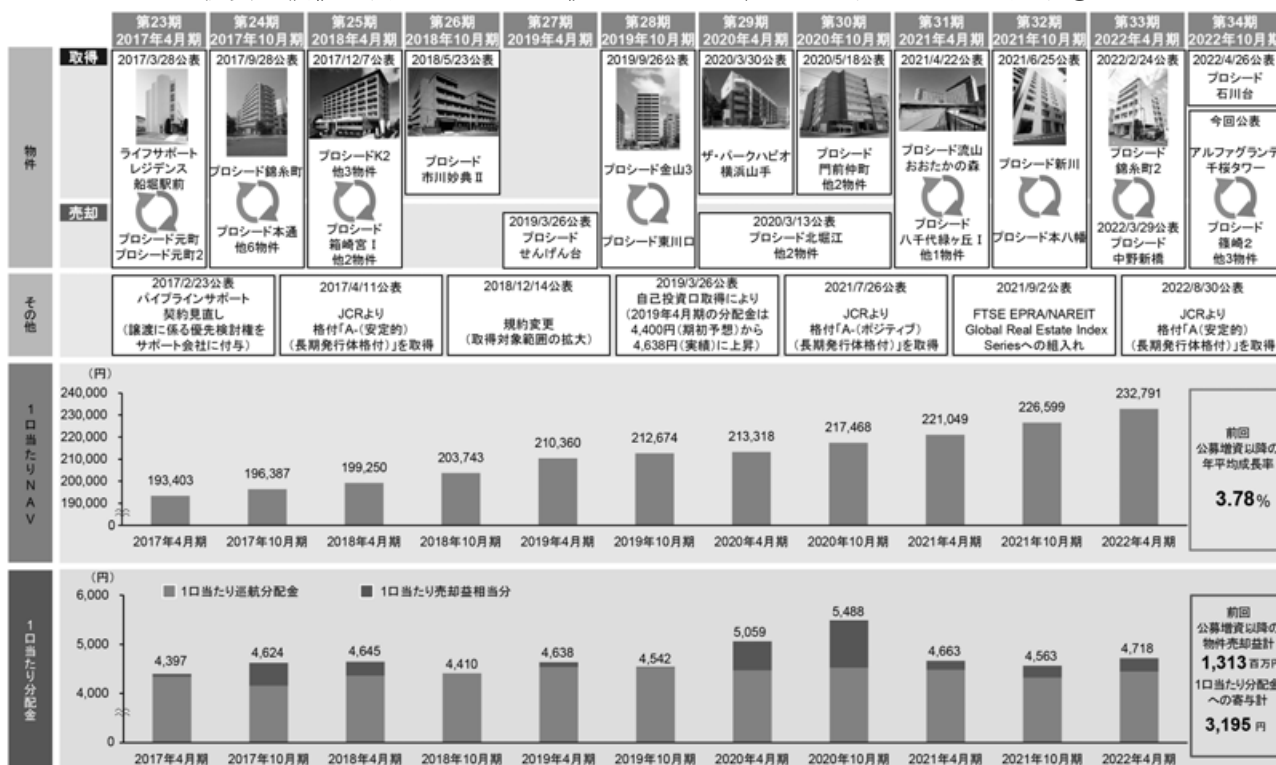 第23期 第24期 第25期 第26期 第27期 第28期 第29期 第30期 第31期 第32期 第33期 第34期
2017年4月期 2017年10月期 2018年4月期 2018年10月期 2019年4月期 2019年10月期 2020年4月期 2020年10月期 2021年4月期 2021年10月期 2022年4月期 2022年10月期
物件
取得
2017/3/28公表
ライフサポート
レジデンス
船堀駅前
プロシード元町
プロシード元町2
2017/9/28公表
プロシード錦糸町
プロシード本通
他6物件
2017/12/7公表
プロシードK2
他3物件
プロシード
箱崎宮Ⅰ
他2物件
2018/5/23公表
プロシード
市川妙典Ⅱ
売却
2019/3/26公表
プロシード
せんげん台
2019/9/26公表
プロシード金山3
プロシード東川口
2020/3/30公表
ザ・パークハビオ
横浜山手
2020/5/18公表
プロシード
門前仲町
他2物件
2020/3/13公表
プロシード北堀江
他2物件
2021/4/22公表
プロシード流山
おおたかの森
プロシード
八千代緑ヶ丘Ⅰ
他1物件
2021/6/25公表
プロシード新川
プロシード本八幡
2022/2/24公表
プロシード
錦糸町2
2022/3/29公表
プロシード
中野新橋
2022/4/26公表
プロシード
石川台
今回公表
アルファグランデ
千桜タワー
プロシード
篠崎2
他3物件
その他
2017/2/23公表
パイプラインサポート
契約見直し
(譲渡に係る優先検討権を
サポート会社に付与)
2017/4/11公表
JCRより
格付「A-(安定的)
(長期発行体格付)」を取得
2018/12/14公表
規約変更
(取得対象範囲の拡大)
2019/3/26公表
自己投資口取得により
(2019年4月期の分配金は
4,400円(期初予想)から
4,638円(実績)に上昇)
2021/7/26公表
JCRより
格付「A-(ポジティブ)
(長期発行体格付)」を取得
2021/9/2公表
FTSE EPRA/NAREIT
Global Real Estate Index
Seriesへの組入れ
2022/8/30公表
JCRより
格付「A(安定的)
(長期発行体格付)」を取得
1口当たりNAV
(円)
240,000
230,000
220,000
210,000
200,000
190,000
0
193,403 196,387 199,250 203,743 210,360 212,674 213,318 217,468 221,049 226,599 232,791
2017年4月期 2017年10月期 2018年4月期 2018年10月期 2019年4月期 2019年10月期 2020年4月期 2020年10月期 2021年4月期 2021年10月期 2022年4月期
前回
公募増資以降の
年平均成長率
3.78%
1口当たり分配金
(円)
1口当たり巡航分配金 1口当たり売却益相当分
6,000
5,000
4,000
0
4,397 4,624 4,645 4,410 4,638 4,542 5,059 5,488 4,663 4,563 4,718
2017年4月期 2017年10月期 2018年4月期 2018年10月期 2019年4月期 2019年10月期 2020年4月期 2020年10月期 2021年4月期 2021年10月期 2022年4月期
前回
公募増資以降の
物件売却益計
1,313百万円
1口当たり分配金
への寄与計
3,195 円